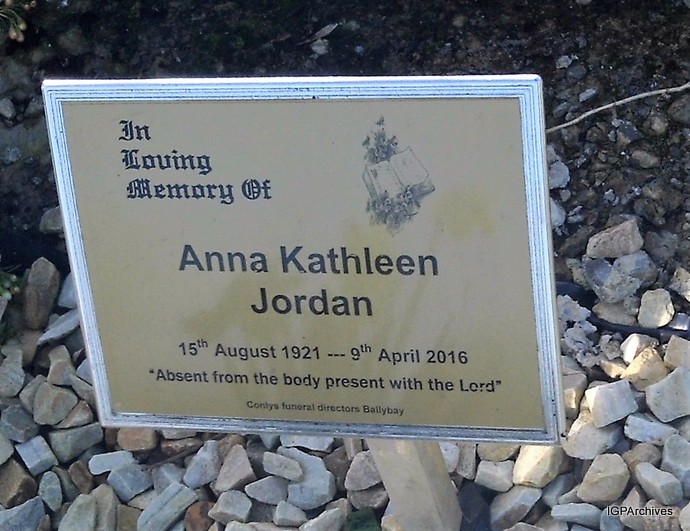 In
Loving
Memory Of
Anna Kathleen
Jordan
15th August 1921 --- 9th April 2016
“Absent from the body present with the Lord”
Conlys funeral directors Ballybay
IGPArchives